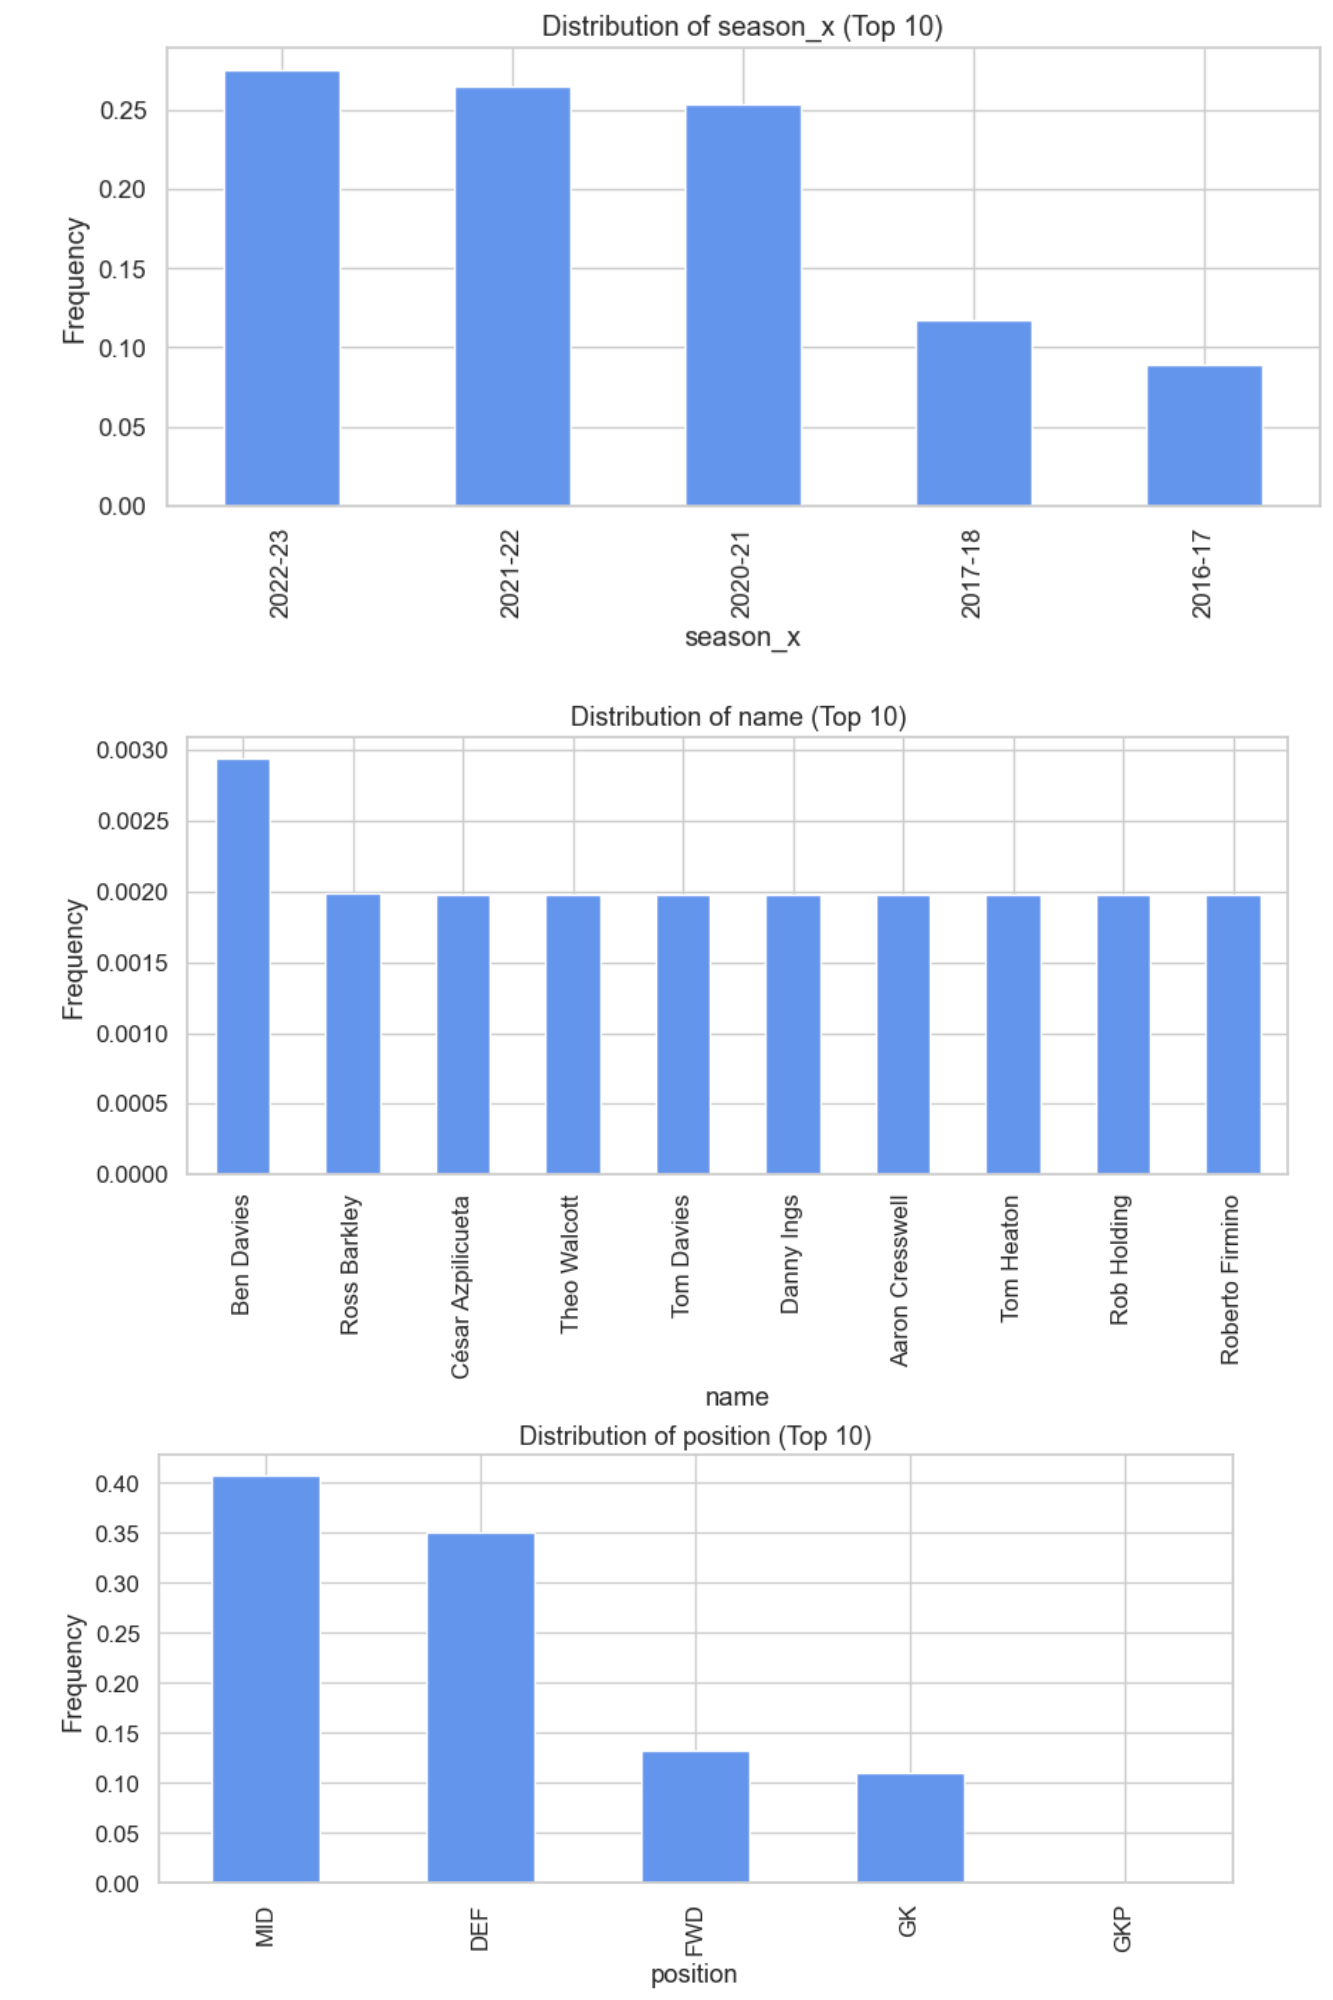 Distribution of season_x (Top 10)
0.25
0.20
0.15
0.10
0.05
0.00
Frequency
2022-23
2021-22
2020-21
2017-18
2016-17
season_x
Distribution of name (Top 10)
0.0030
0.0025
0.0020
0.0015
0.0010
0.0005
0.0000
Frequency
Ben Davies
Ross Barkley
César Azpilicueta
Theo Walcott
Tom Davies
Danny Ings
Aaron Cresswell
Tom Heaton
Rob Holding
Roberto Firmino
name
Distribution of position (Top 10)
0.40
0.35
0.30
0.25
0.20
0.15
0.10
0.05
0.00
Frequency
MID
DEF
FWD
GK
GKP
position